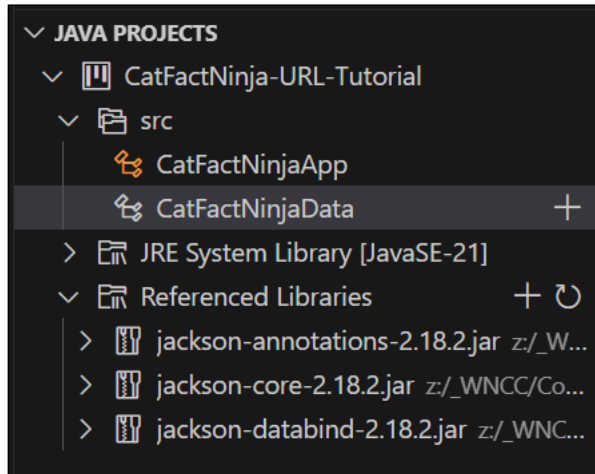 JAVA PROJECTS
CatFactNinja-URL-Tutorial
src
CatFactNinjaApp
CatFactNinjaData
JRE System Library [JavaSE-21]
Referenced Libraries
jackson-annotations-2.18.2.jar z:/_W...
jackson-core-2.18.2.jar z:/_WNCC/Co...
jackson-databind-2.18.2.jar z:/_WNC...